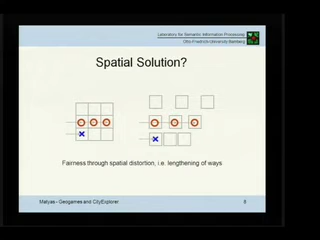 Laboratory for Semantic Information Processing
Otto-Friedrich-University Bamberg
Spatial Solution?
Fairness through spatial distortion, i.e. lengthening of ways
Matyas - Geogames and CityExplorer
8